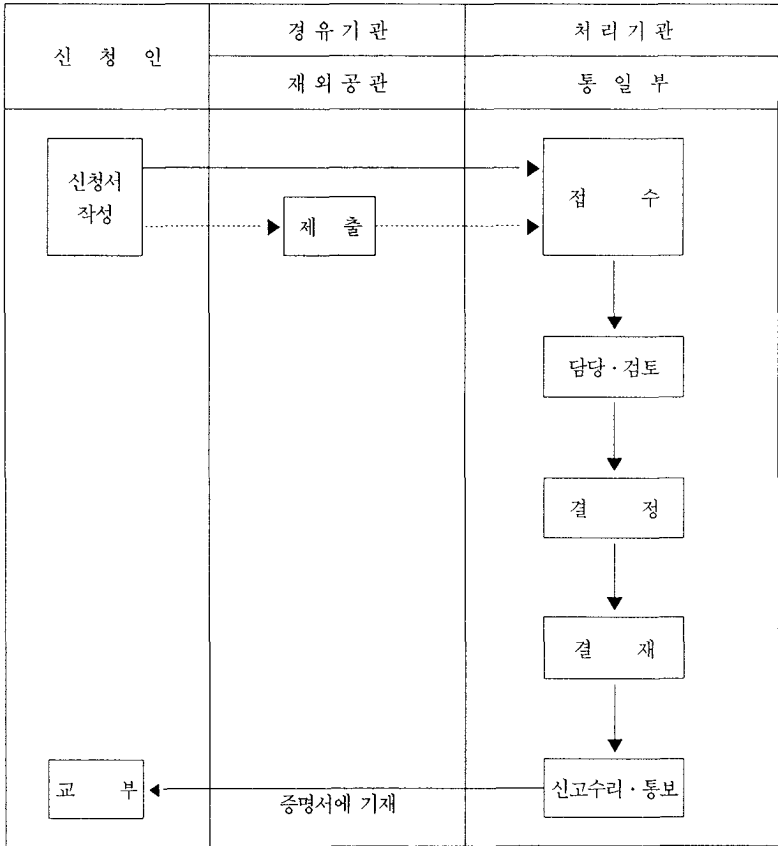 신 청 인
경 유 기 관
처 리 기 관
재 외 공 관
통 일 부
신청서
작성
제 출
접 수
담당 · 검토
결 정
결 재
교 부
증명서에 기재
신고수리 · 통보